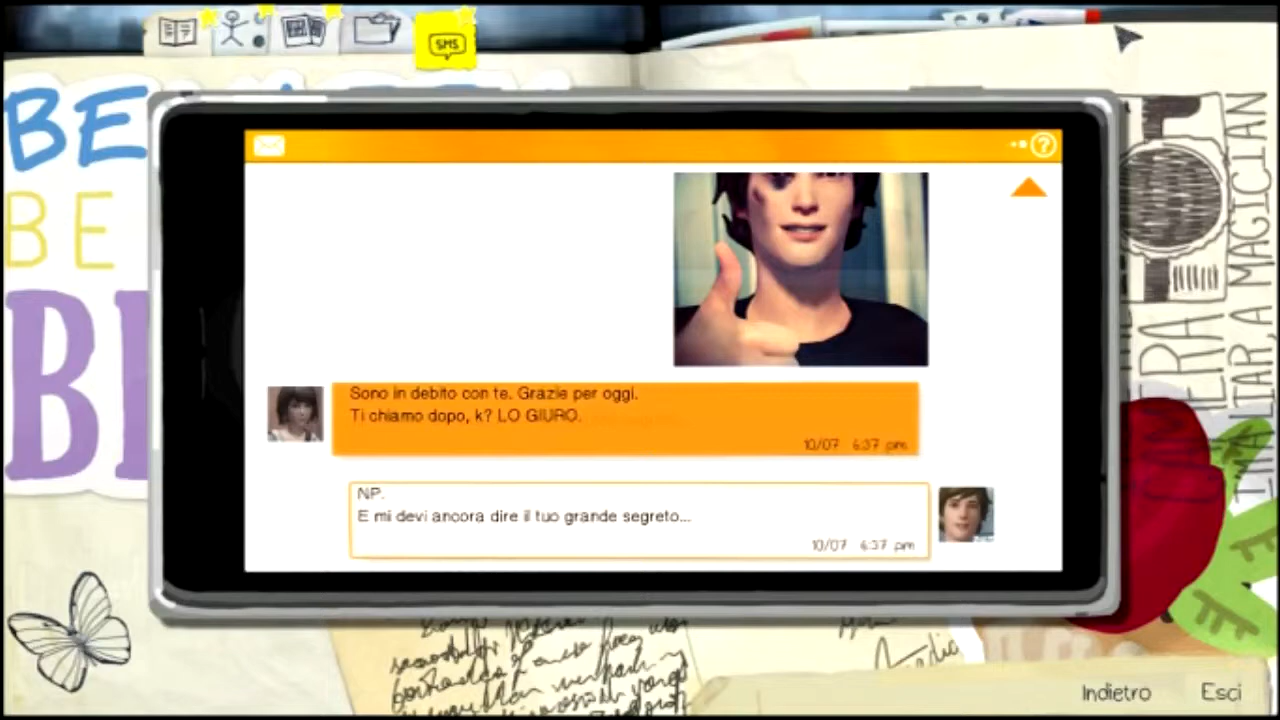 SMS
BE
BE
Sono in debito con te. Grazie per oggi.
Ti chiamo dopo, k? LO GIURO.
10/07 6:37 pm
NP.
E mi devi ancora dire il tuo grande segreto...
10/07 6:37 pm
LIAR, A MAGICIAN
Indietro
Esci